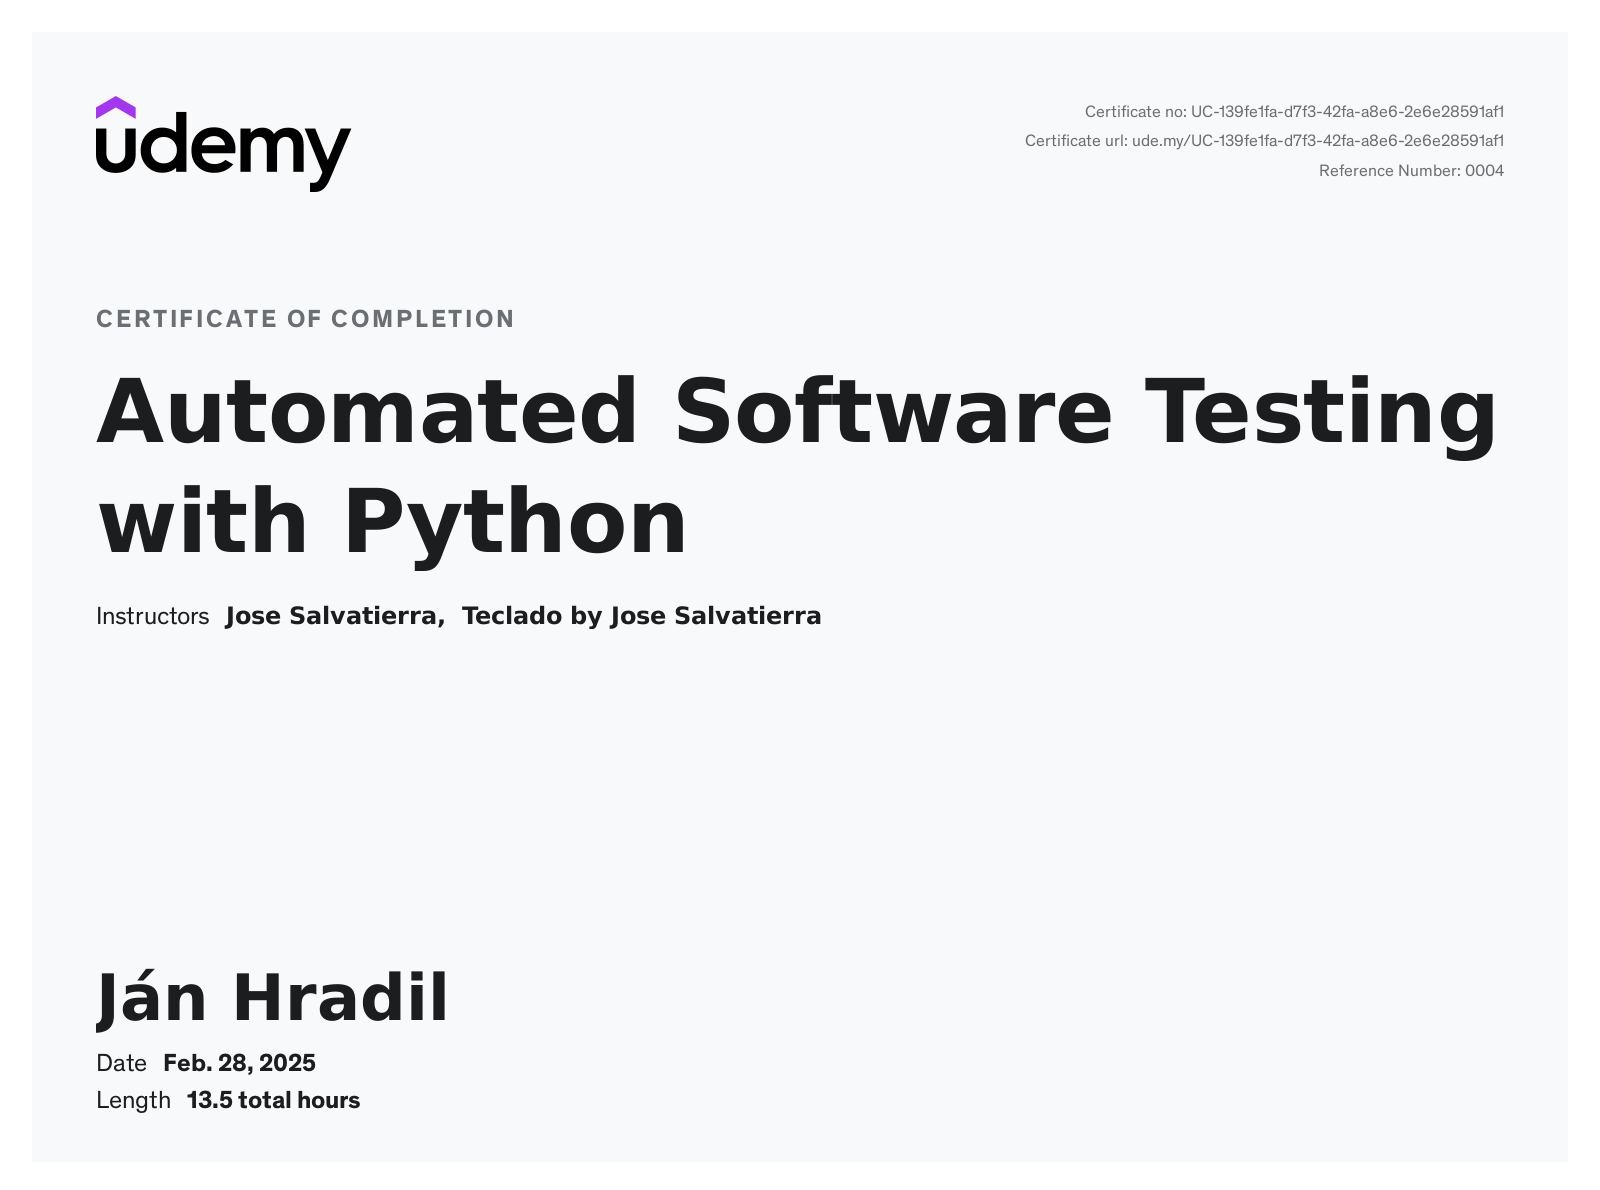 udemy
Certificate no: UC-139fe1fa-d7f3-42fa-a8e6-2e6e28591af1
Certificate url: ude.my/UC-139fe1fa-d7f3-42fa-a8e6-2e6e28591af1
Reference Number: 0004
CERTIFICATE OF COMPLETION
Automated Software Testing
with Python
Instructors Jose Salvatierra, Teclado by Jose Salvatierra
Ján Hradil
Date Feb. 28, 2025
Length 13.5 total hours